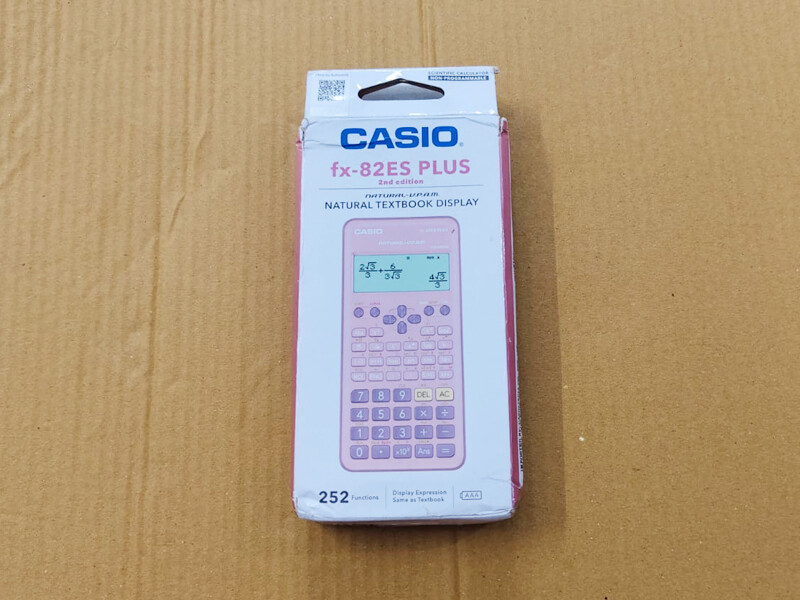 SCIENTIFIC CALCULATOR
NON PROGRAMMABLE
CASIO
fx-82ES PLUS
2nd edition
NATURAL-V.P.A.M.
NATURAL TEXTBOOK DISPLAY
CASIO
2√3/3 + 6/3√3
4√3/3
7 8 9 DEL AC
4 5 6 × ÷
1 2 3 + −
0 • ×10ˣ Ans =
252 Functions
Display Expression
Same as Textbook
AAA